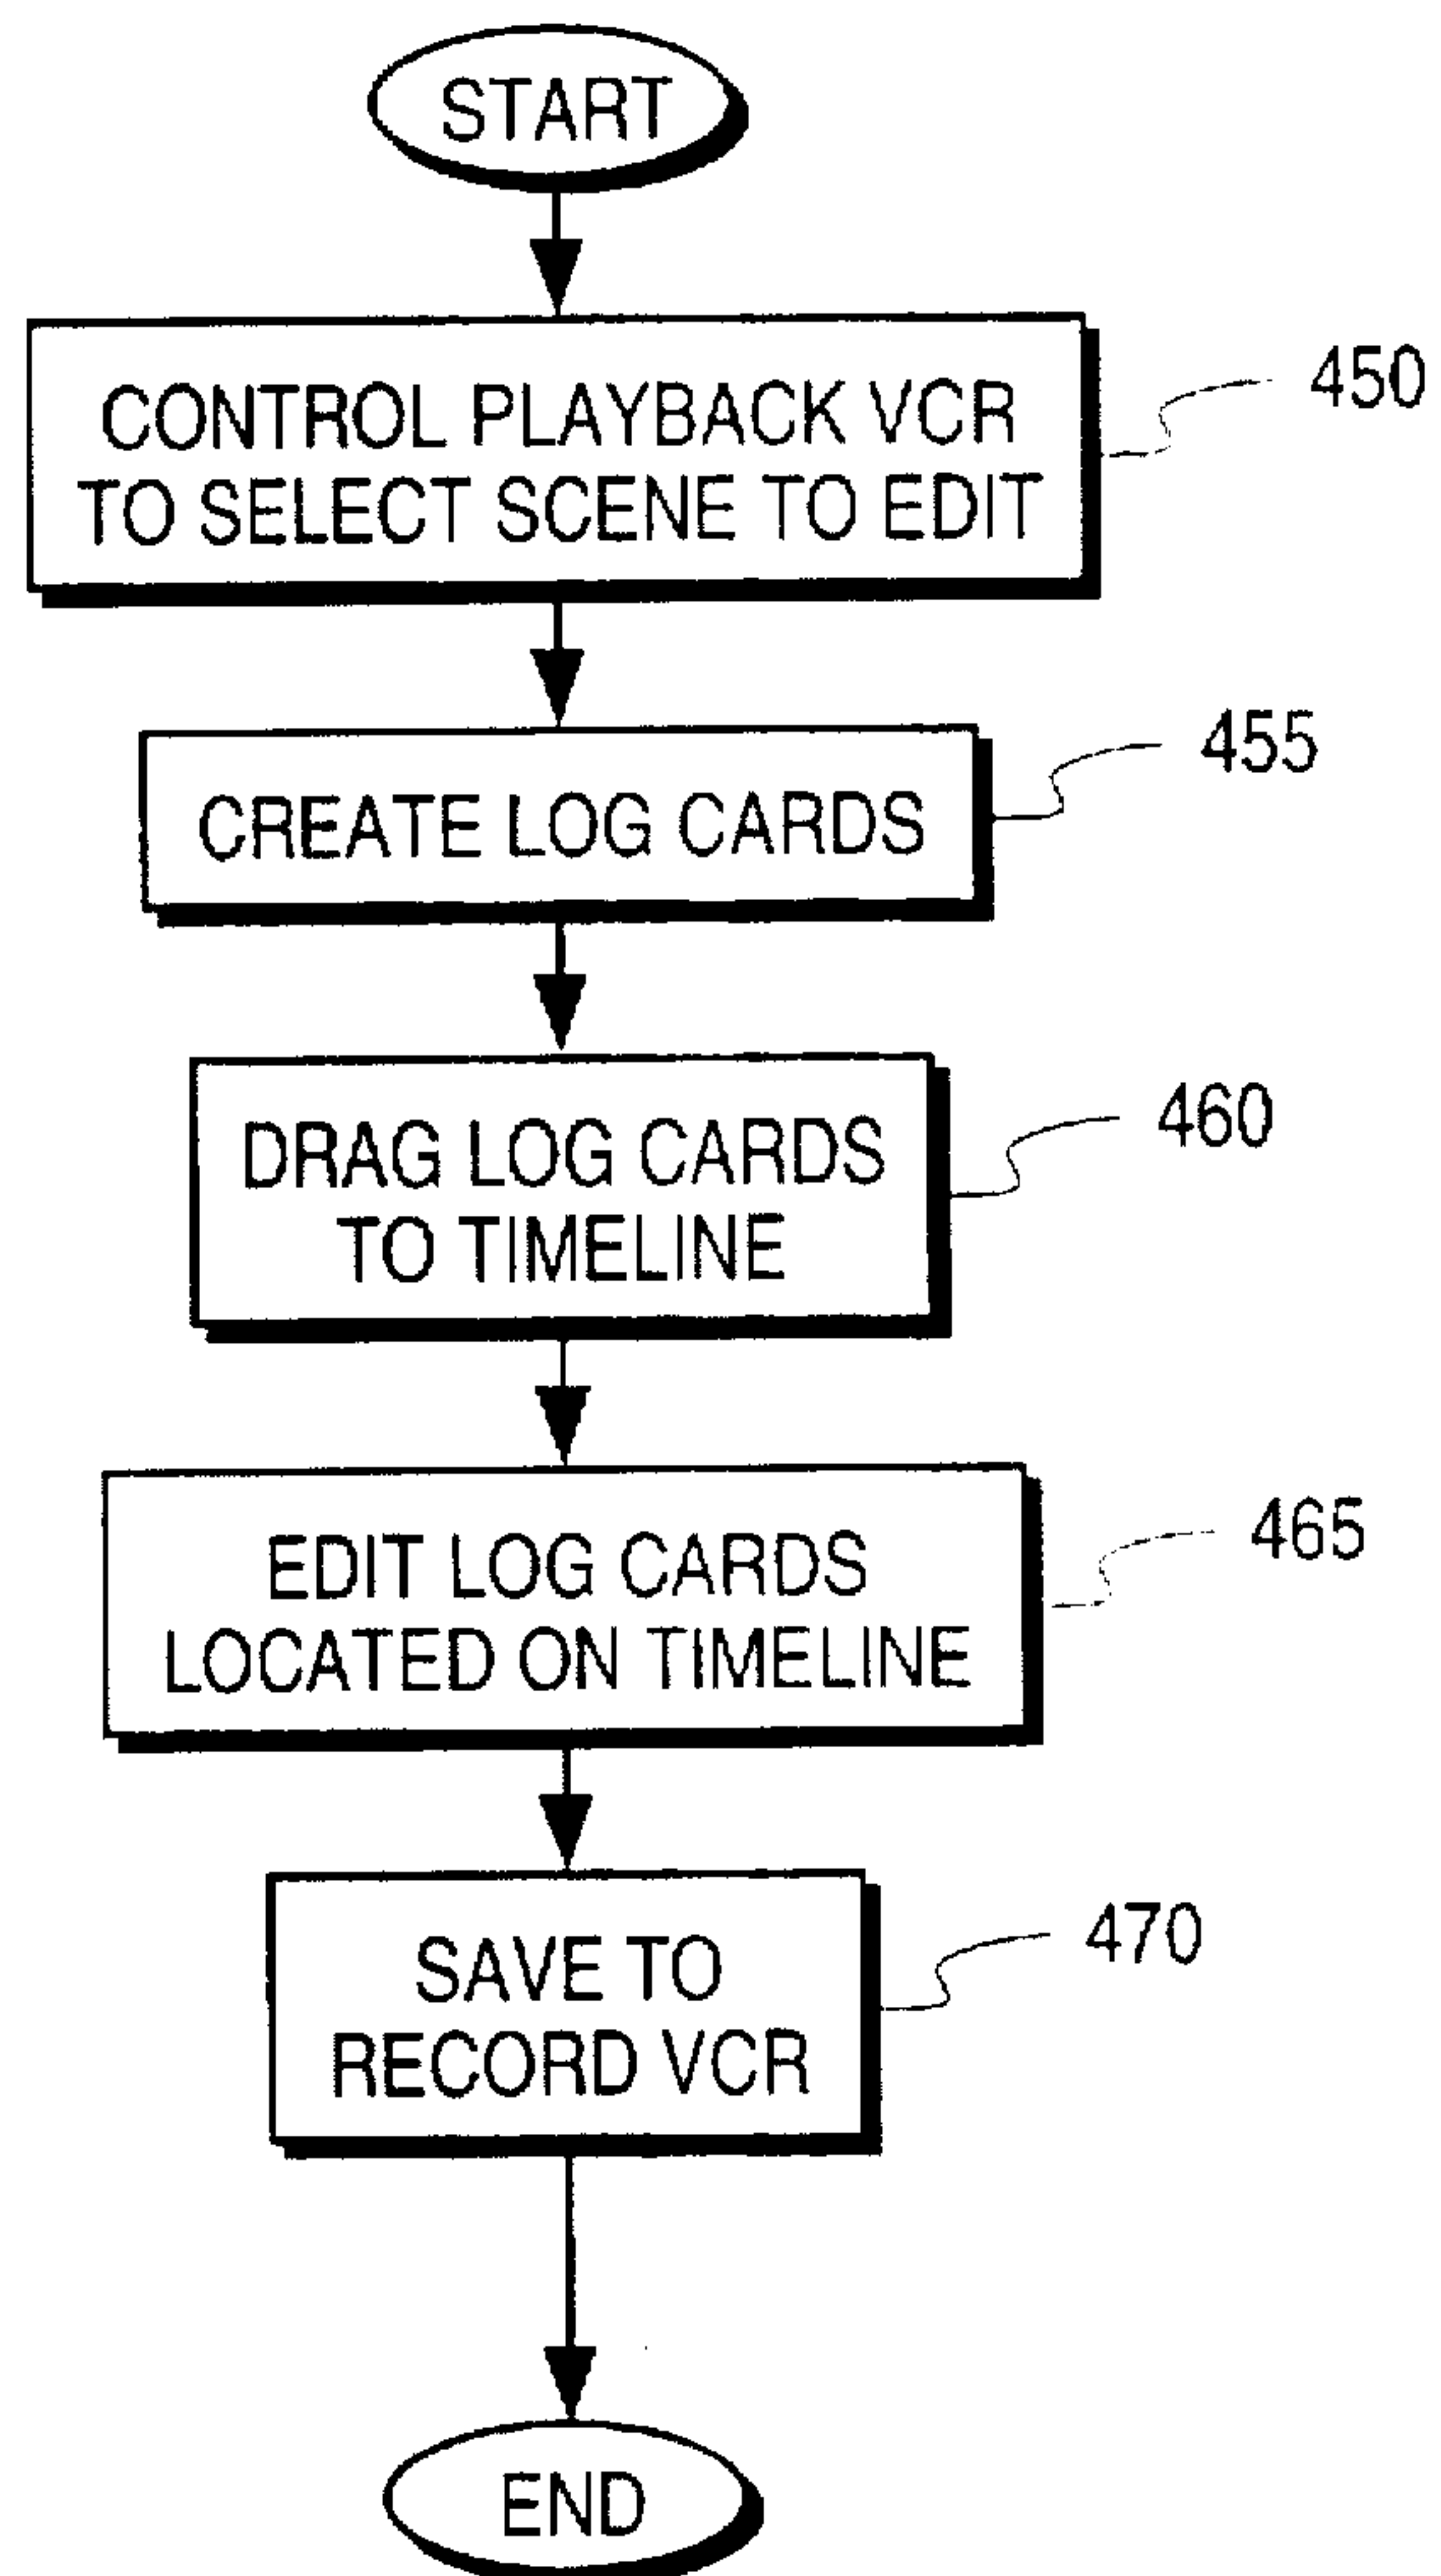 START
CONTROL PLAYBACK VCR
TO SELECT SCENE TO EDIT
450
CREATE LOG CARDS
455
DRAG LOG CARDS
TO TIMELINE
460
EDIT LOG CARDS
LOCATED ON TIMELINE
465
SAVE TO
RECORD VCR
470
END